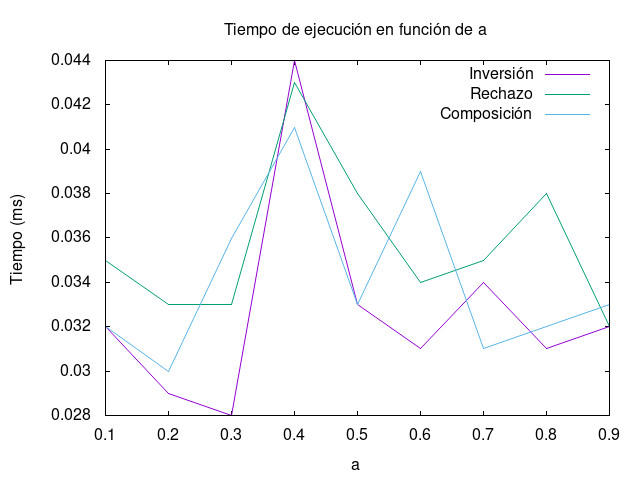 Tiempo de ejecución en función de a
Inversión
Rechazo
Composición
0.044
0.042
0.04
0.038
0.036
0.034
0.032
0.03
0.028
Tiempo (ms)
0.1 0.2 0.3 0.4 0.5 0.6 0.7 0.8 0.9
a